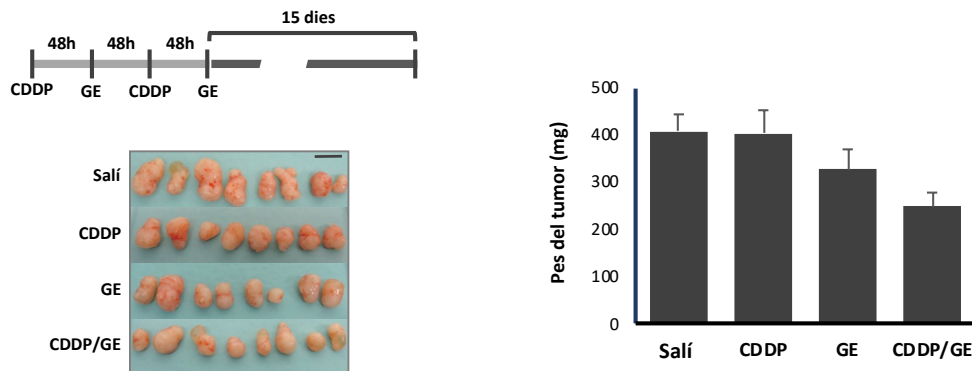 15 dies
48h 48h 48h
CDDP GE CDDP GE
Salí
CDDP
GE
CDDP/GE
Pes del tumor (mg)
500
400
300
200
100
0
Salí CDDP GE CDDP/GE